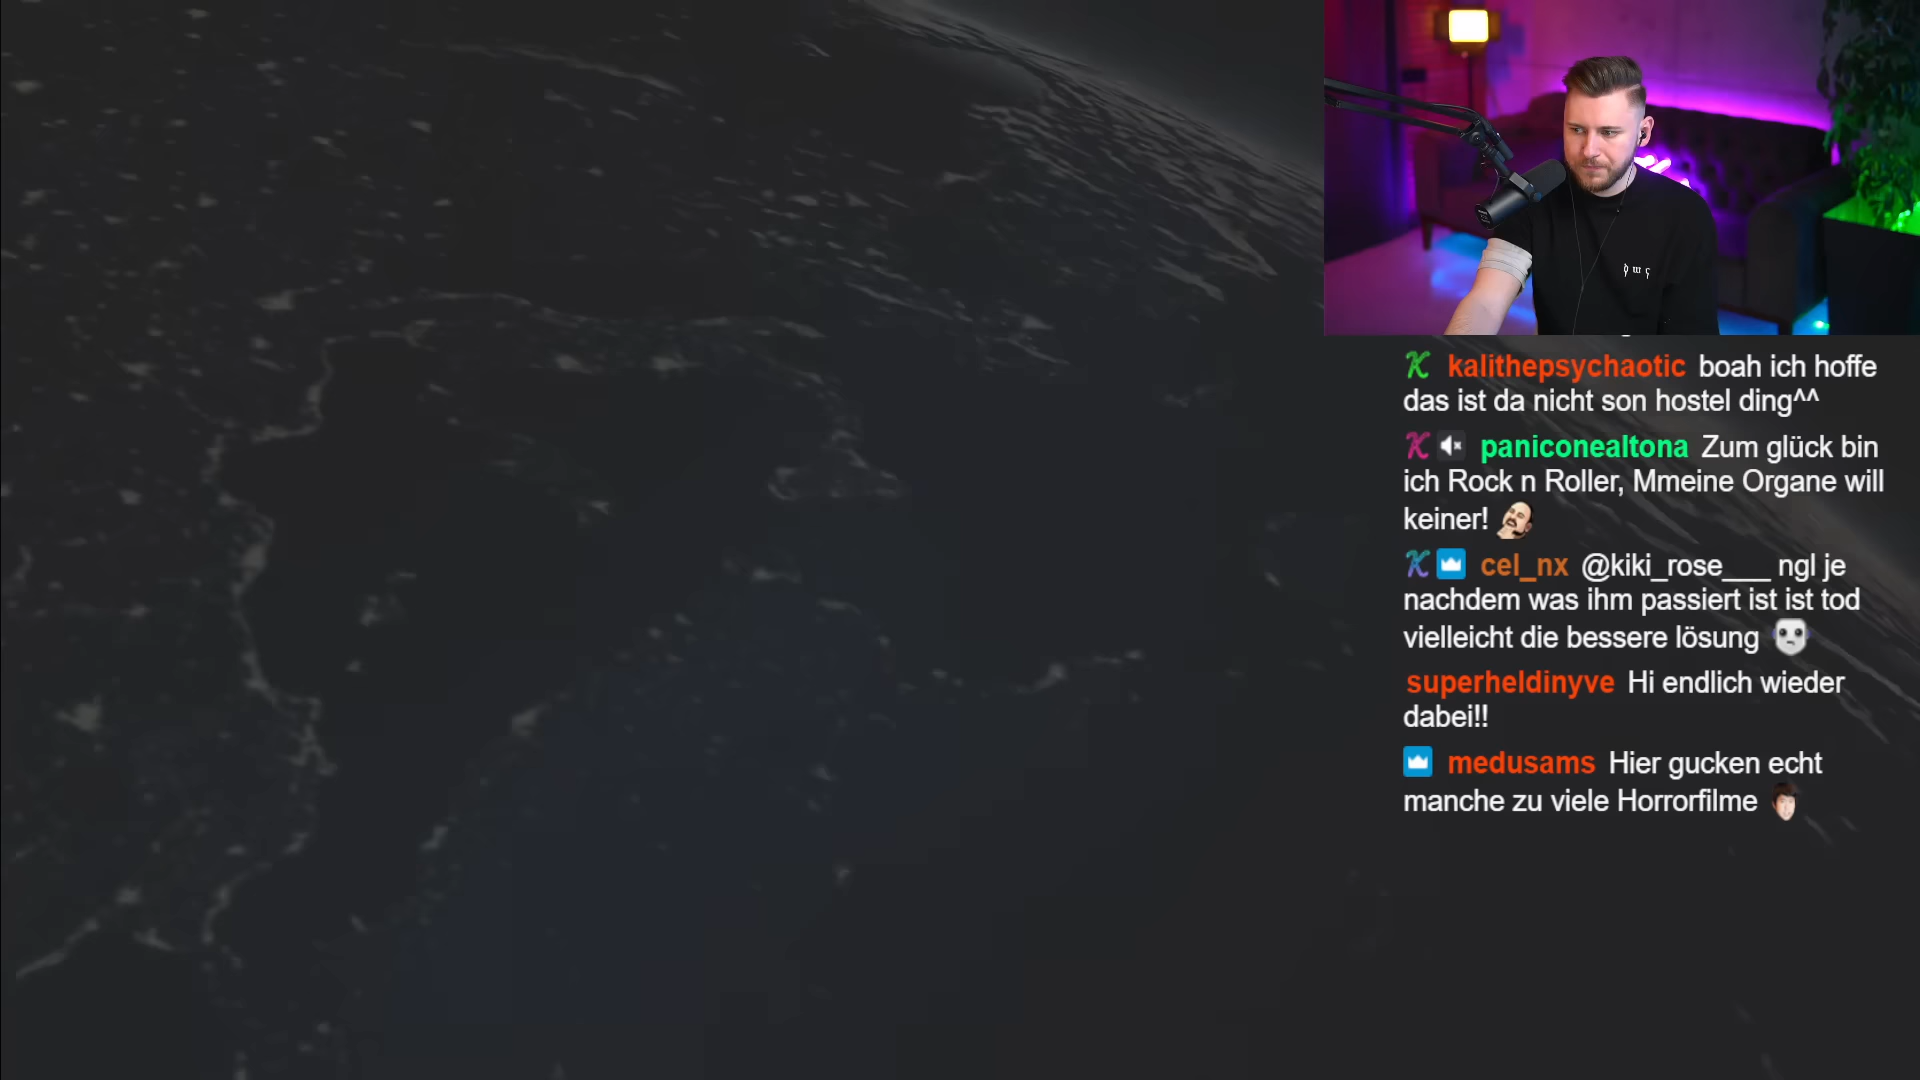 kalithepsychaotic boah ich hoffe
das ist da nicht son hostel ding^^
paniconealtona Zum glück bin
ich Rock n Roller, Mmeine Organe will
keiner!
cel_nx @kiki_rose___ ngl je
nachdem was ihm passiert ist ist tod
vielleicht die bessere lösung
superheldinyve Hi endlich wieder
dabei!!
medusams Hier gucken echt
manche zu viele Horrorfilme